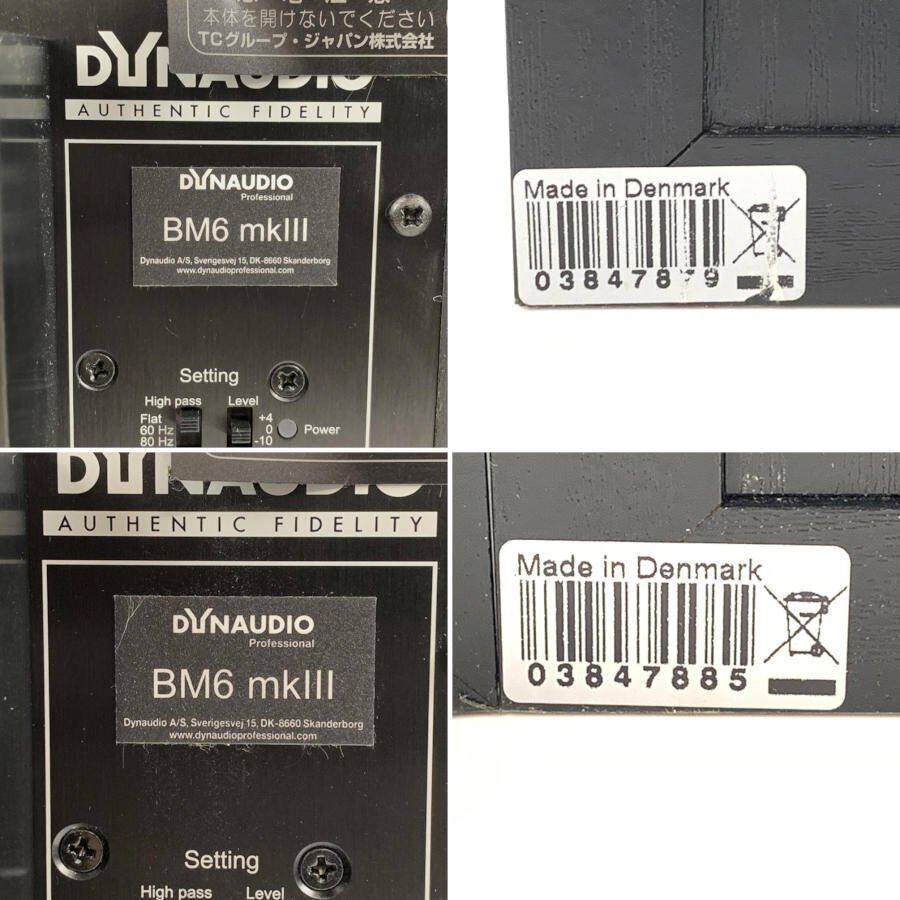 本体を開けないでください
TCグループ・ジャパン株式会社
DYNAUDIO
AUTHENTIC FIDELITY
DYNAUDIO
Professional
BM6 mkIII
Dynaudio A/S, Sverigesvej 15, DK-8660 Skanderborg
www.dynaudioprofessional.com
Setting
High pass Level
Flat +4
60 Hz 0 Power
80 Hz -10
Made in Denmark
DYNAUDIO
AUTHENTIC FIDELITY
DYNAUDIO
Professional
BM6 mkIII
Dynaudio A/S, Sverigesvej 15, DK-8660 Skanderborg
www.dynaudioprofessional.com
Setting
High pass Level
Made in Denmark
03847885